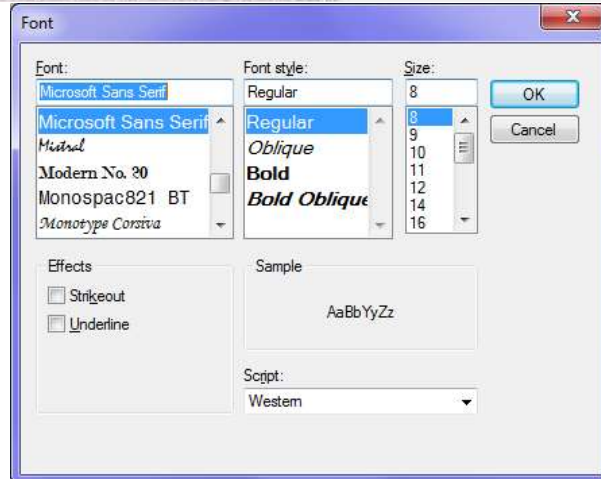 Font
Font:
Microsoft Sans Serif
Microsoft Sans Serif
Mistral
Modern No. 20
Monospac821 BT
Monotype Corsiva
Font style:
Regular
Regular
Oblique
Bold
Bold Oblique
Size:
8
8
9
10
11
12
14
16
OK
Cancel
Effects
Strikeout
Underline
Sample
AaBbYyZz
Script:
Western